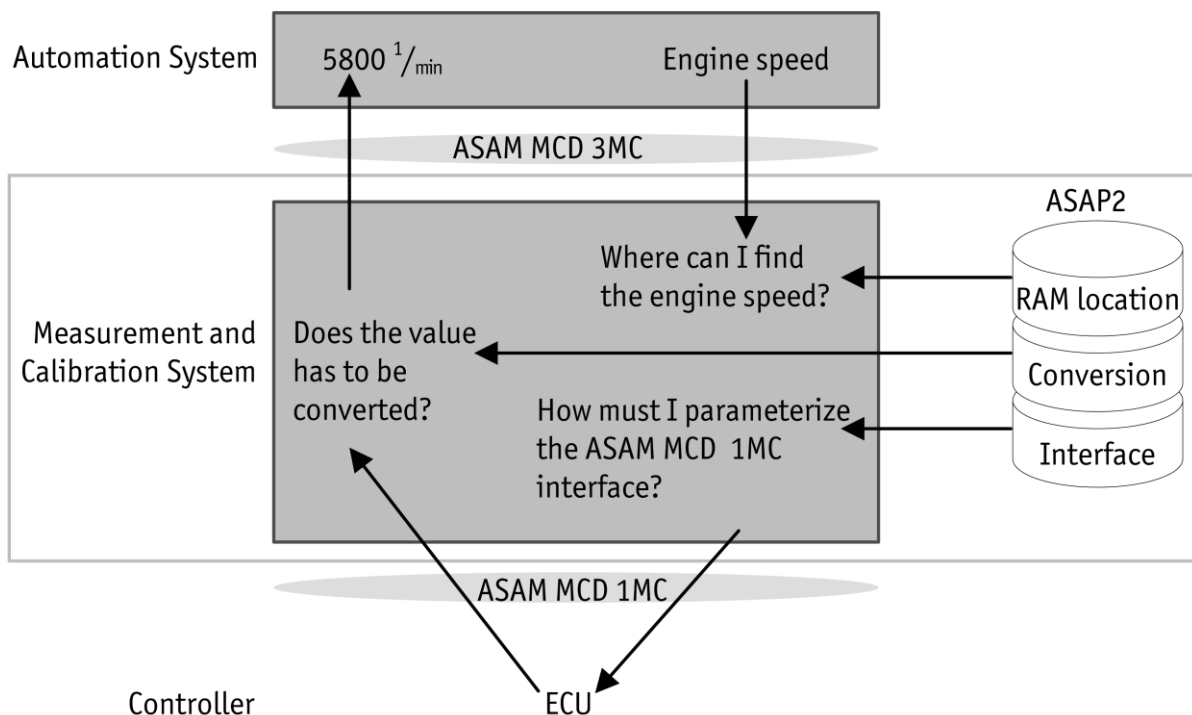 Automation System
5800 1/min
Engine speed
ASAM MCD 3MC
ASAP2
Where can I find
the engine speed?
RAM location
Measurement and
Calibration System
Does the value
has to be
converted?
Conversion
How must I parameterize
the ASAM MCD 1MC
interface?
Interface
ASAM MCD 1MC
Controller
ECU